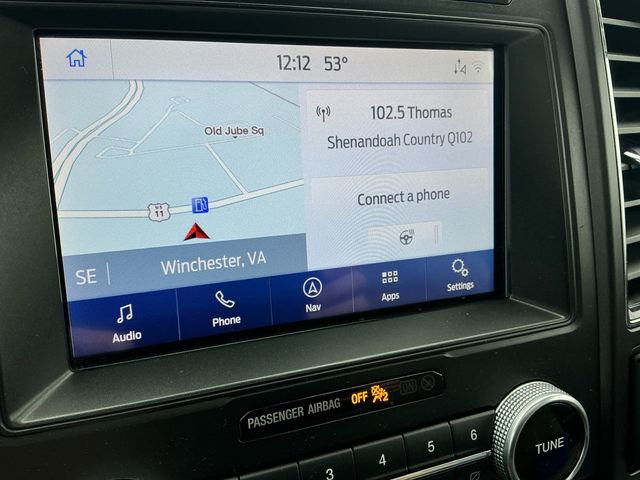 12:12 53°
Old Jube Sq
U S
11
SE Winchester, VA
102.5 Thomas
Shenandoah Country Q102
Connect a phone
Audio Phone Nav Apps Settings
PASSENGER AIRBAG OFF 2 ON
3 4 5 6
TUNE